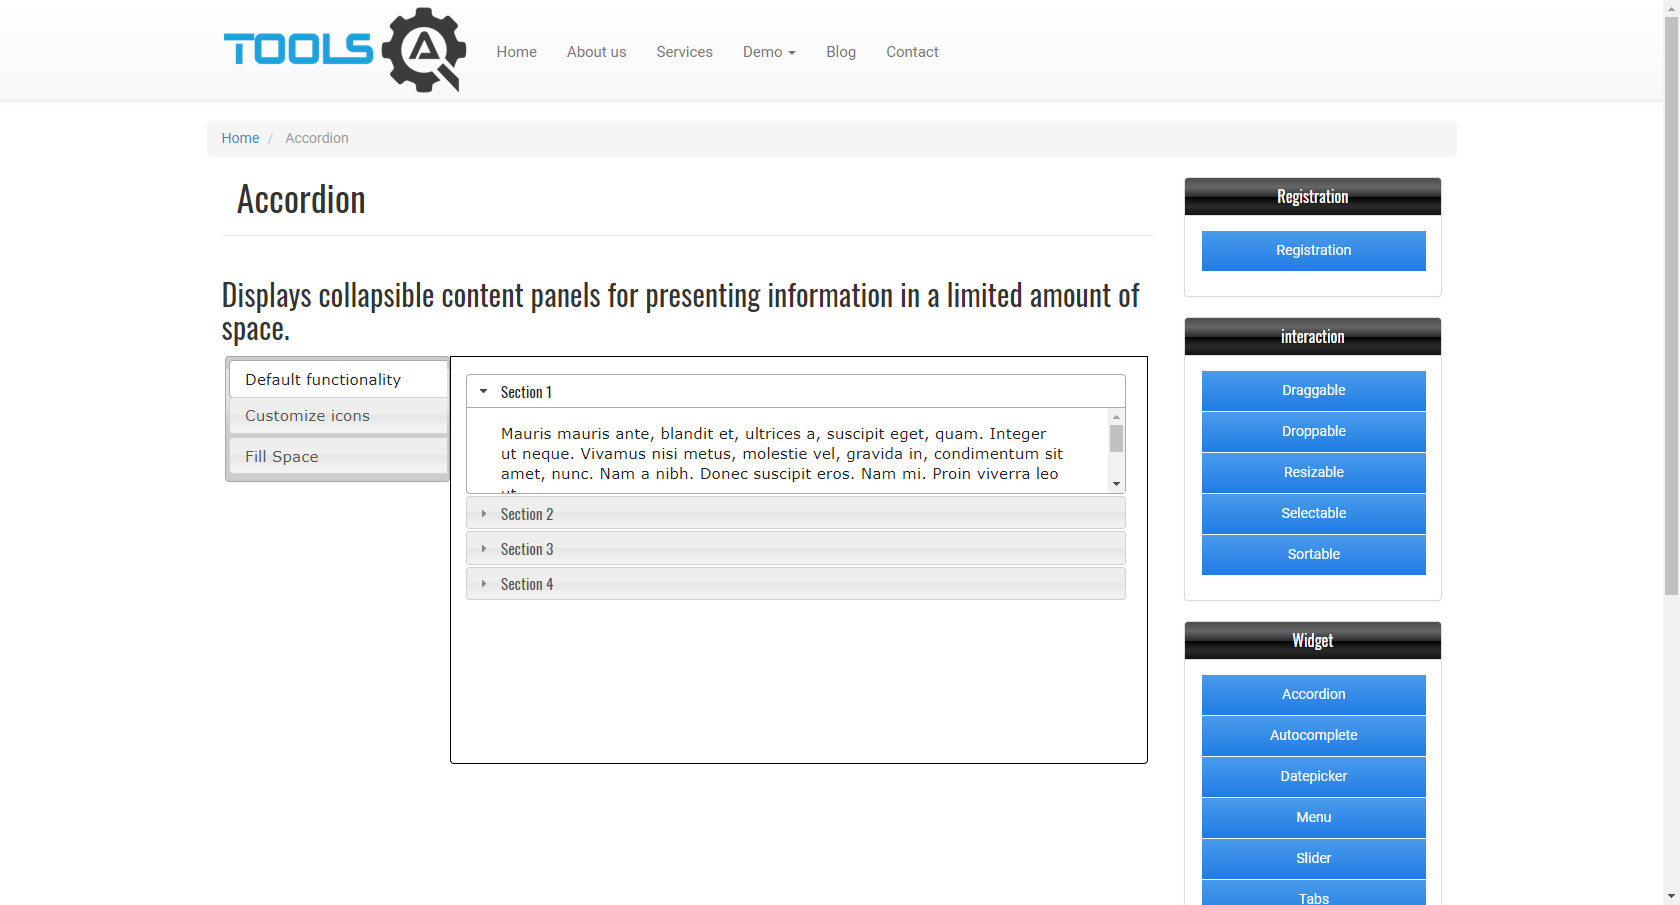 TOOLS QA
Home About us Services Demo Blog Contact
Home / Accordion
Accordion
Displays collapsible content panels for presenting information in a limited amount of
space.
Default functionality
Customize icons
Fill Space
Section 1
Mauris mauris ante, blandit et, ultrices a, suscipit eget, quam. Integer
ut neque. Vivamus nisi metus, molestie vel, gravida in, condimentum sit
amet, nunc. Nam a nibh. Donec suscipit eros. Nam mi. Proin viverra leo
ut
Section 2
Section 3
Section 4
Registration
Registration
interaction
Draggable
Droppable
Resizable
Selectable
Sortable
Widget
Accordion
Autocomplete
Datepicker
Menu
Slider
Tabs